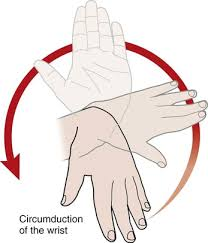 Circumduction
of the wrist